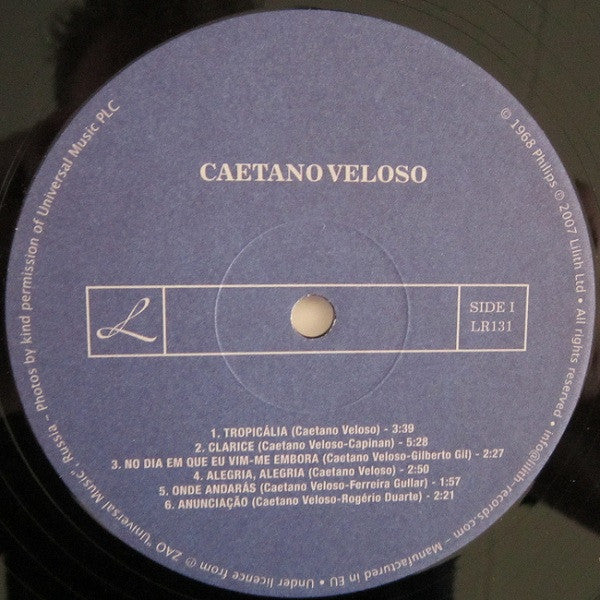 CAETANO VELOSO
L
SIDE I
LR131
1. TROPICÁLIA (Caetano Veloso) - 3:39
2. CLARICE (Caetano Veloso-Capinan) - 5:28
3. NO DIA EM QUE EU VIM-ME EMBORA (Caetano Veloso-Gilberto Gil) - 2:27
4. ALEGRIA, ALEGRIA (Caetano Veloso) - 2:50
5. ONDE ANDARÁS (Caetano Veloso-Ferreira Gullar) - 1:57
6. ANUNCIAÇÃO (Caetano Veloso-Rogério Duarte) - 2:21
© 1968 Philips ℗ 2007 Lilith Ltd • All rights reserved • info@lilith-records.com – Manufactured in EU • Under licence from ℗ ZAO "Universal Music", Russia – Photos by kind permission of Universal Music PLC